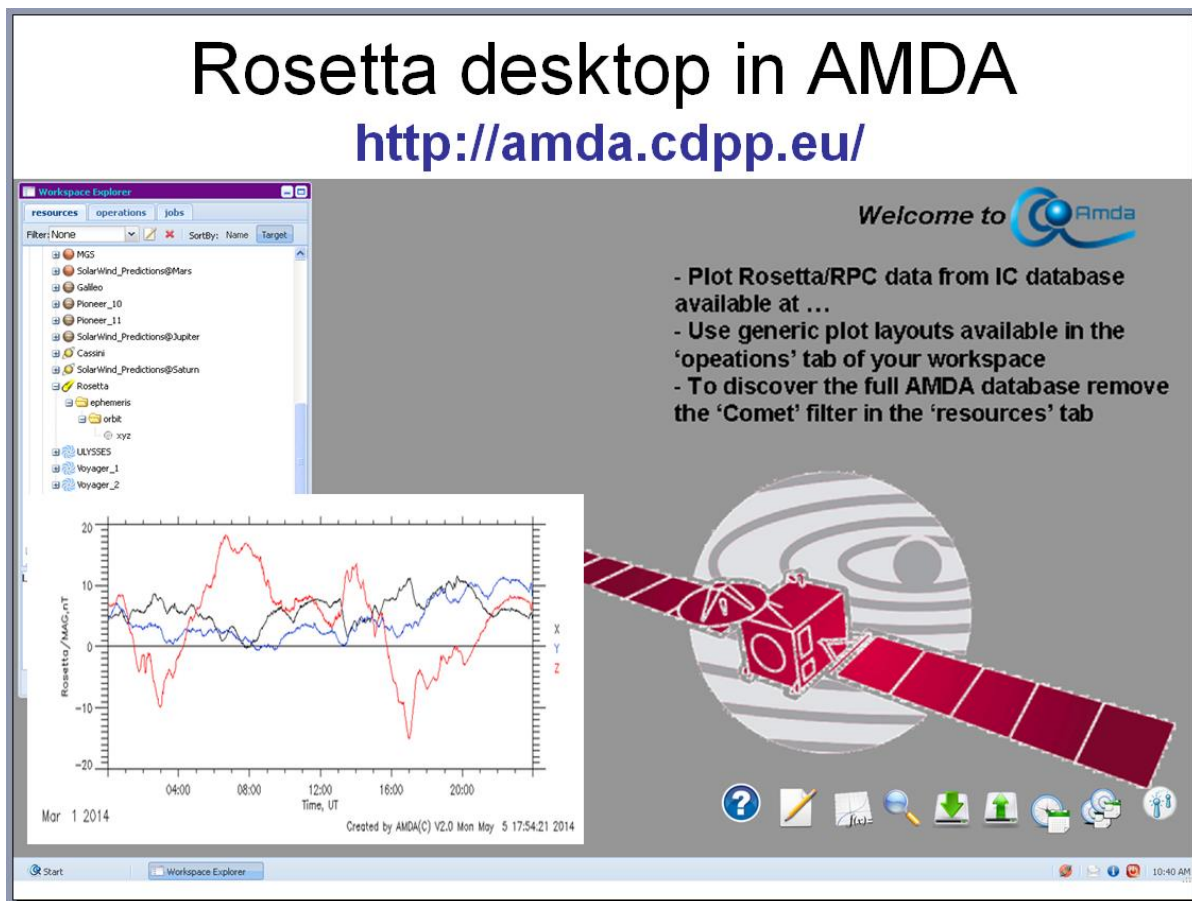 Rosetta desktop in AMDA
http://amda.cdpp.eu/
Workspace Explorer
resources operations jobs
Filter: None SortBy: Name Target
MGS
SolarWind_Predictions@Mars
Galileo
Pioneer_10
Pioneer_11
SolarWind_Predictions@Jupiter
Cassini
SolarWind_Predictions@Saturn
Rosetta
ephemeris
orbit
xyz
ULYSSES
Voyager_1
Voyager_2
Welcome to Amda
- Plot Rosetta/RPC data from IC database
available at ...
- Use generic plot layouts available in the
‘opeations’ tab of your workspace
- To discover the full AMDA database remove
the ‘Comet’ filter in the ‘resources’ tab
Rosetta/MAG,nT
20
10
0
-10
-20
X
Y
Z
04:00 08:00 12:00 16:00 20:00
Time, UT
Mar 1 2014
Created by AMDA(C) V2.0 Mon May 5 17:54:21 2014
f(x)=
Start Workspace Explorer 10:40 AM